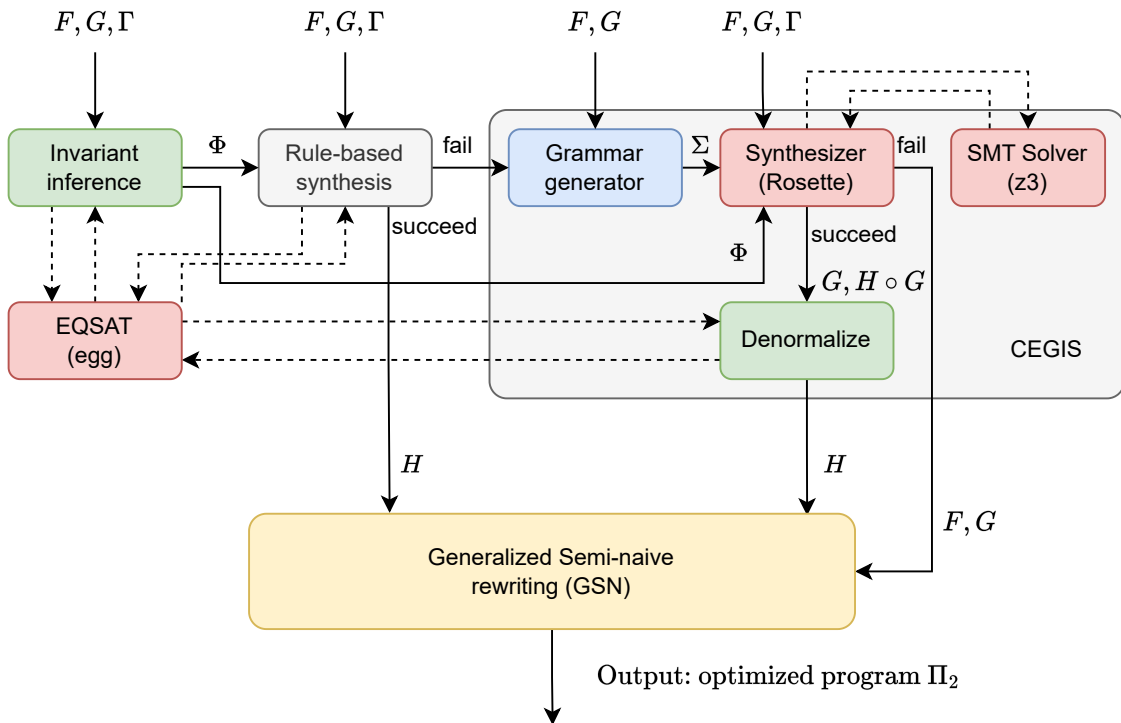 F, G, Γ
F, G, Γ
F, G
F, G, Γ
Invariant
inference
Φ
Rule-based
synthesis
fail
Grammar
generator
Σ
Synthesizer
(Rosette)
fail
SMT Solver
(z3)
succeed
succeed
Φ
G, H ∘ G
EQSAT
(egg)
Denormalize
CEGIS
H
H
F, G
Generalized Semi-naive
rewriting (GSN)
Output: optimized program Π₂